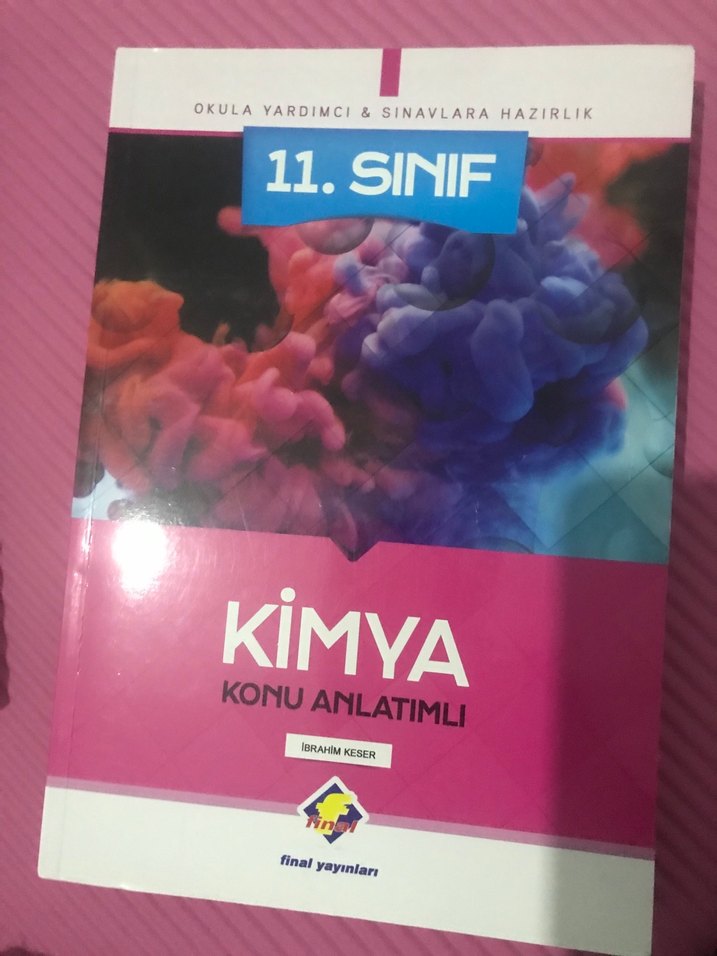 OKULA YARDIMCI & SINAVLARA HAZIRLIK
11. SINIF
KİMYA
KONU ANLATIMLI
İBRAHİM KESER
f
final
final yayınları